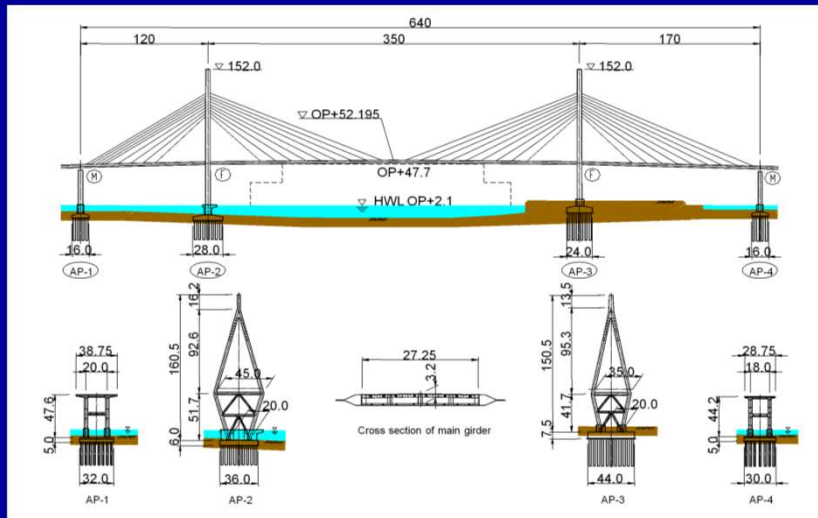 640
120 350 170
▽ 152.0 ▽ 152.0
▽ OP+52.195
M F OP+47.7 F M
▽ HWL OP+2.1
16.0 28.0 24.0 16.0
AP-1 AP-2 AP-3 AP-4
38.75
20.0
47.6
5.0
32.0
AP-1
16.2
160.5
92.6
45.0
51.7
20.0
6.0
36.0
AP-2
27.25
3.2
Cross section of main girder
13.5
150.5
95.3
35.0
41.7
20.0
7.5
44.0
AP-3
28.75
18.0
44.2
5.0
30.0
AP-4